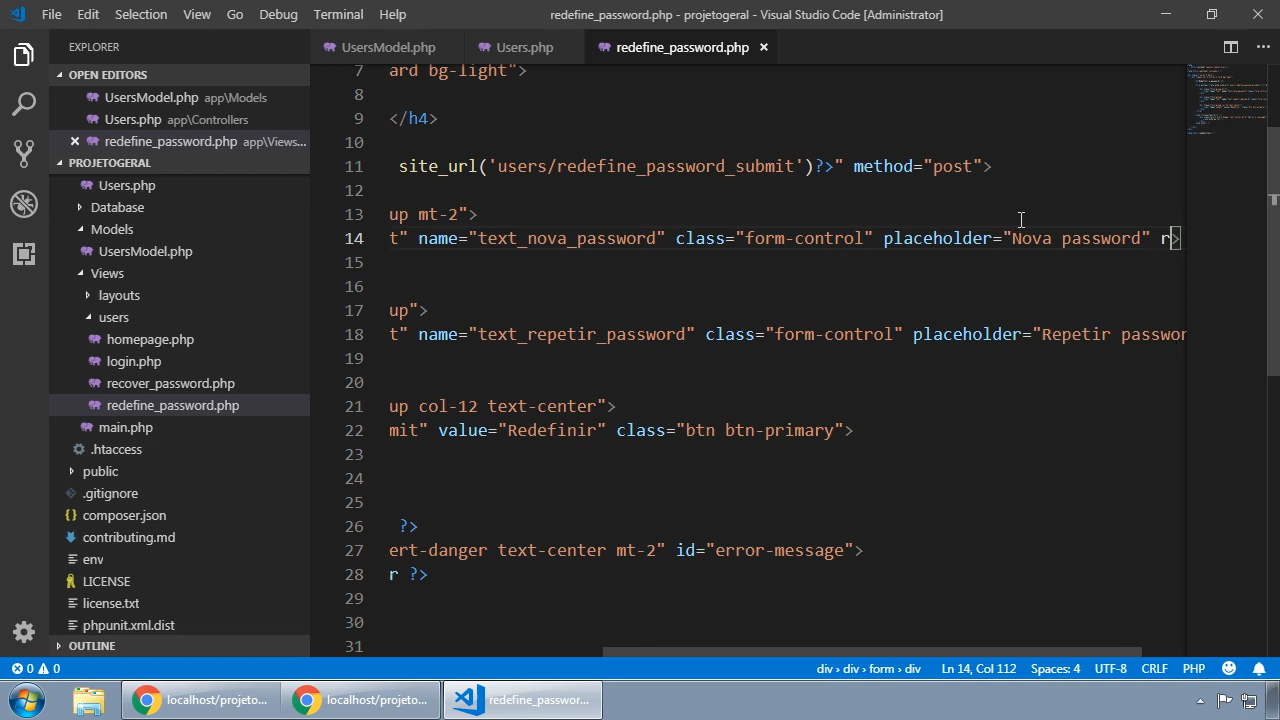 File Edit Selection View Go Debug Terminal Help redefine_password.php - projetogeral - Visual Studio Code [Administrator]
EXPLORER
UsersModel.php Users.php redefine_password.php
OPEN EDITORS
UsersModel.php app\Models
Users.php app\Controllers
redefine_password.php app\Views...
PROJETOGERAL
Users.php
Database
Models
UsersModel.php
Views
layouts
users
homepage.php
login.php
recover_password.php
redefine_password.php
main.php
.htaccess
public
.gitignore
composer.json
contributing.md
env
LICENSE
license.txt
phpunit.xml.dist
OUTLINE
7 ard bg-light">
8
9 </h4>
10
11 site_url('users/redefine_password_submit')?>" method="post">
12
13 up mt-2">
14 t" name="text_nova_password" class="form-control" placeholder="Nova password" r>
15
16
17 up">
18 t" name="text_repetir_password" class="form-control" placeholder="Repetir passwor
19
20
21 up col-12 text-center">
22 mit" value="Redefinir" class="btn btn-primary">
23
24
25
26 ?>
27 ert-danger text-center mt-2" id="error-message">
28 r ?>
29
30
31
0 0 div › div › form › div Ln 14, Col 112 Spaces: 4 UTF-8 CRLF PHP
localhost/projeto... localhost/projeto... redefine_passwor...